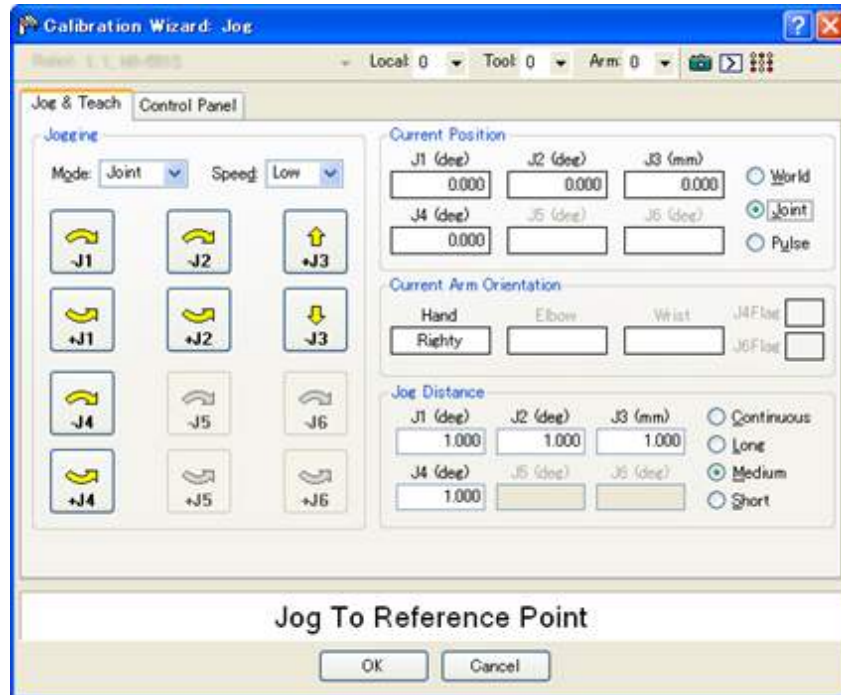 Calibration Wizard: Jog
Local: 0 Tool: 0 Arm: 0
Jog & Teach Control Panel
Jogging
Mode: Joint Speed: Low
-J1 -J2 +J3
+J1 +J2 -J3
-J4 -J5 -J6
+J4 +J5 +J6
Current Position
J1 (deg) J2 (deg) J3 (mm)
0.000 0.000 0.000
J4 (deg) J5 (deg) J6 (deg)
0.000
World
Joint
Pulse
Current Arm Orientation
Hand Elbow Wrist J4Flag
Righty J6Flag
Jog Distance
J1 (deg) J2 (deg) J3 (mm)
1.000 1.000 1.000
J4 (deg) J5 (deg) J6 (deg)
1.000
Continuous
Long
Medium
Short
Jog To Reference Point
OK Cancel